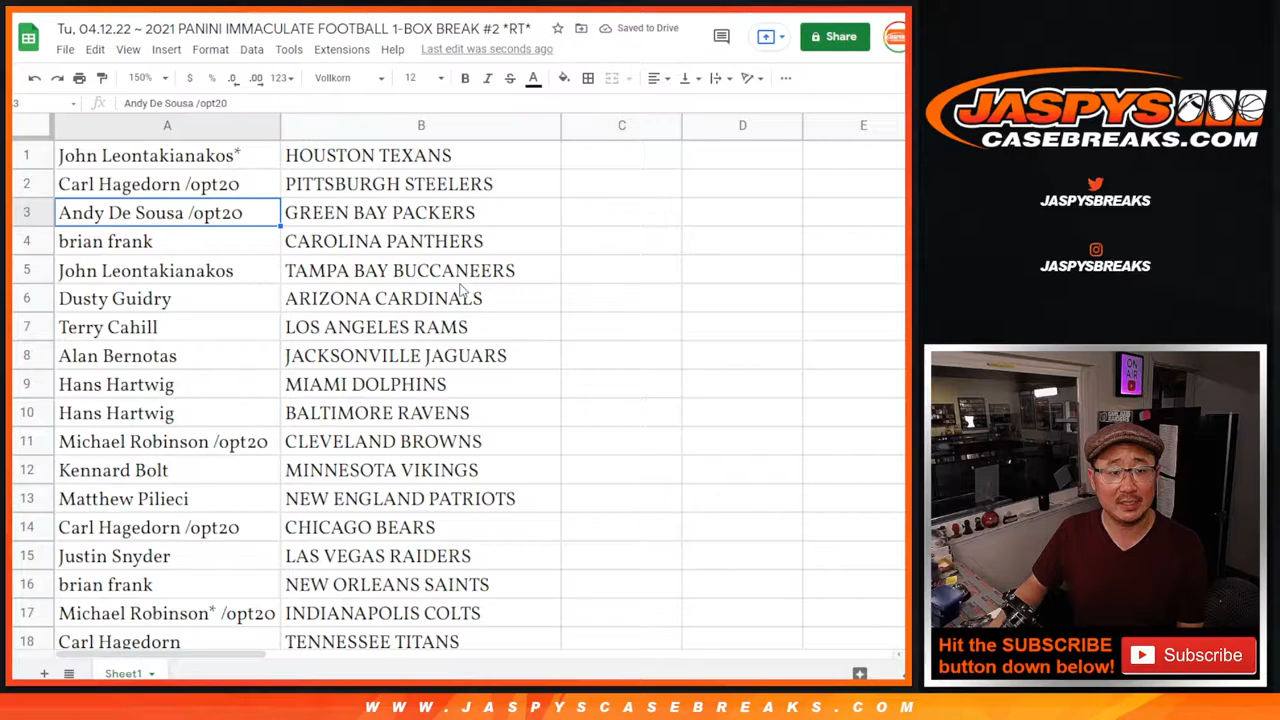 Tu, 04.12.22 ~ 2021 PANINI IMMACULATE FOOTBALL 1-BOX BREAK #2 *RT*
Saved to Drive
File Edit View Insert Format Data Tools Extensions Help Last edit was seconds ago
Share
150% $ % .0 .00 123 Vollkorn 12 B I S A
3 fx Andy De Sousa /opt20
A B C D E
1 John Leontakianakos* HOUSTON TEXANS
2 Carl Hagedorn /opt20 PITTSBURGH STEELERS
3 Andy De Sousa /opt20 GREEN BAY PACKERS
4 brian frank CAROLINA PANTHERS
5 John Leontakianakos TAMPA BAY BUCCANEERS
6 Dusty Guidry ARIZONA CARDINALS
7 Terry Cahill LOS ANGELES RAMS
8 Alan Bernotas JACKSONVILLE JAGUARS
9 Hans Hartwig MIAMI DOLPHINS
10 Hans Hartwig BALTIMORE RAVENS
11 Michael Robinson /opt20 CLEVELAND BROWNS
12 Kennard Bolt MINNESOTA VIKINGS
13 Matthew Pilieci NEW ENGLAND PATRIOTS
14 Carl Hagedorn /opt20 CHICAGO BEARS
15 Justin Snyder LAS VEGAS RAIDERS
16 brian frank NEW ORLEANS SAINTS
17 Michael Robinson* /opt20 INDIANAPOLIS COLTS
18 Carl Hagedorn TENNESSEE TITANS
Sheet1
JASPYS
CASEBREAKS.COM
JASPYSBREAKS
JASPYSBREAKS
ON
AIR
Hit the SUBSCRIBE
button down below!
Subscribe
WWW.JASPYSCASEBREAKS.COM